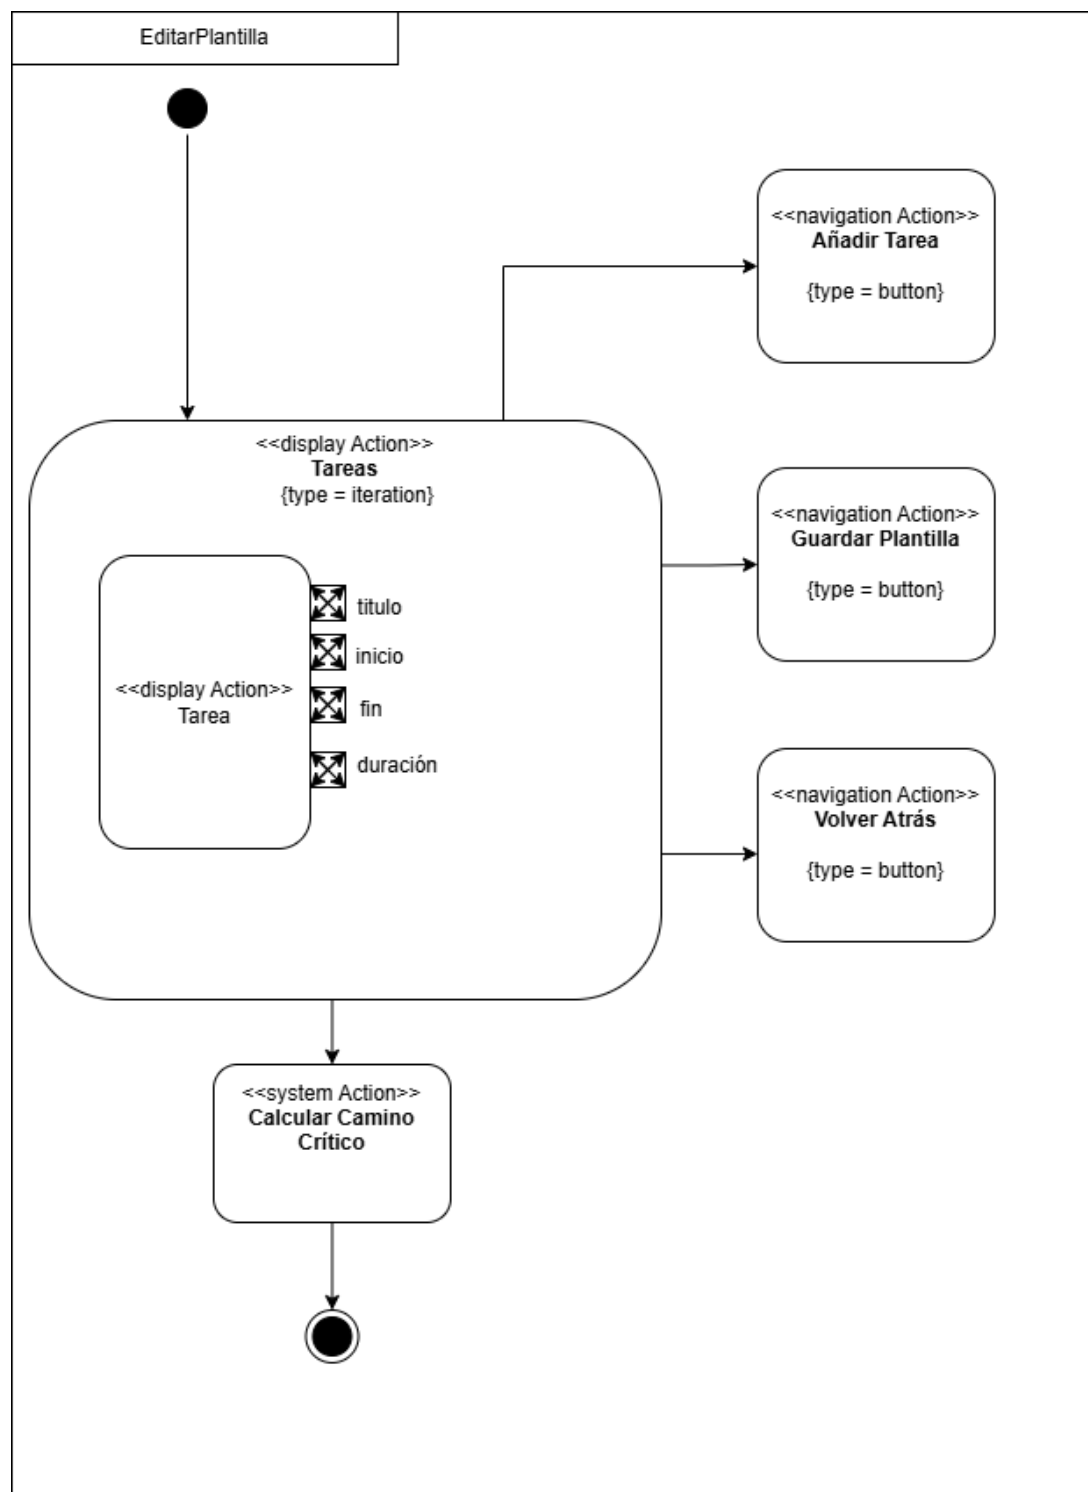 EditarPlantilla
<<navigation Action>>
Añadir Tarea
{type = button}
<<display Action>>
Tareas
{type = iteration}
<<display Action>>
Tarea
titulo
inicio
fin
duración
<<navigation Action>>
Guardar Plantilla
{type = button}
<<navigation Action>>
Volver Atrás
{type = button}
<<system Action>>
Calcular Camino
Crítico